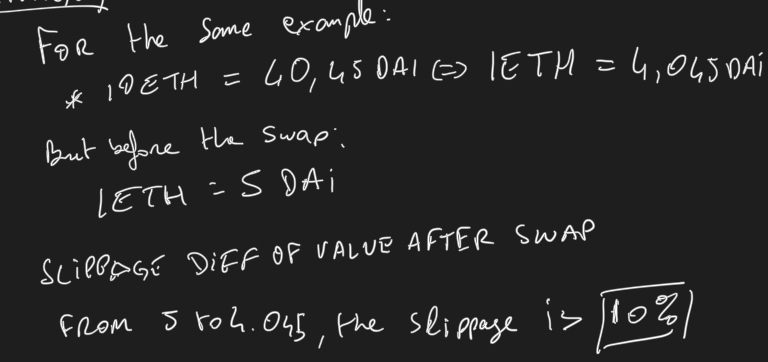 FOR the Same example:
* 10ETH = 40,45 DAI ⇔ 1ETH = 4,045 DAI
But before the swap:
1ETH = 5 DAi
SLiPPAGE DiFF OF VALUE AFTER SWAP
FROM 5 to 4.045, the slippage is 10%